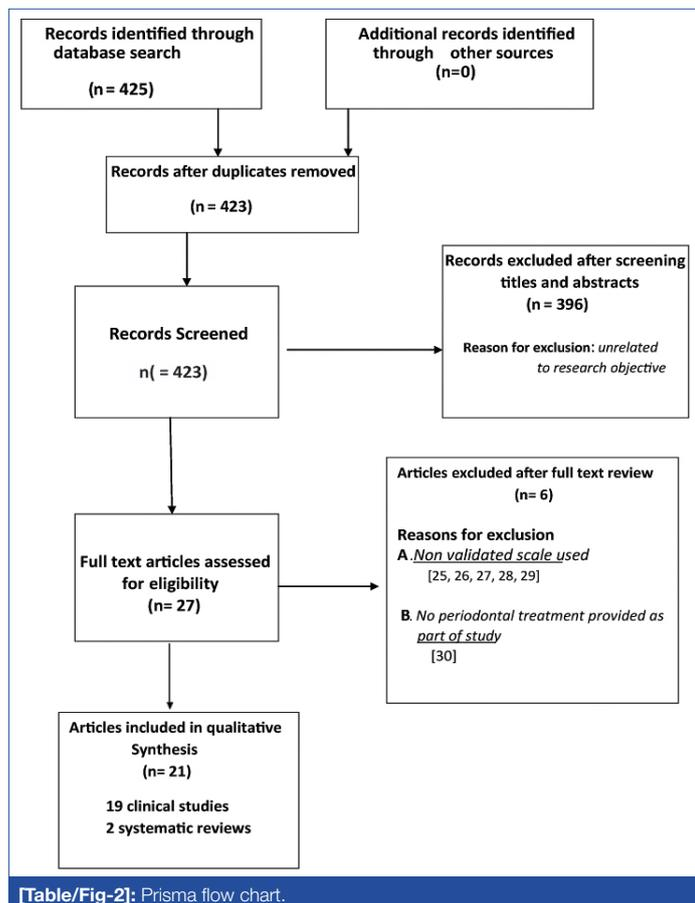 Records identified through
database search
(n = 425)
Additional records identified
through other sources
(n=0)
Records after duplicates removed
(n = 423)
Records Screened
n( = 423)
Records excluded after screening
titles and abstracts
(n = 396)
Reason for exclusion: unrelated
to research objective
Full text articles assessed
for eligibility
(n= 27)
Articles excluded after full text review
(n= 6)
Reasons for exclusion
A .Non validated scale used
[25, 26, 27, 28, 29]
B. No periodontal treatment provided as
part of study
[30]
Articles included in qualitative
Synthesis
(n= 21)
19 clinical studies
2 systematic reviews
[Table/Fig-2]: Prisma flow chart.